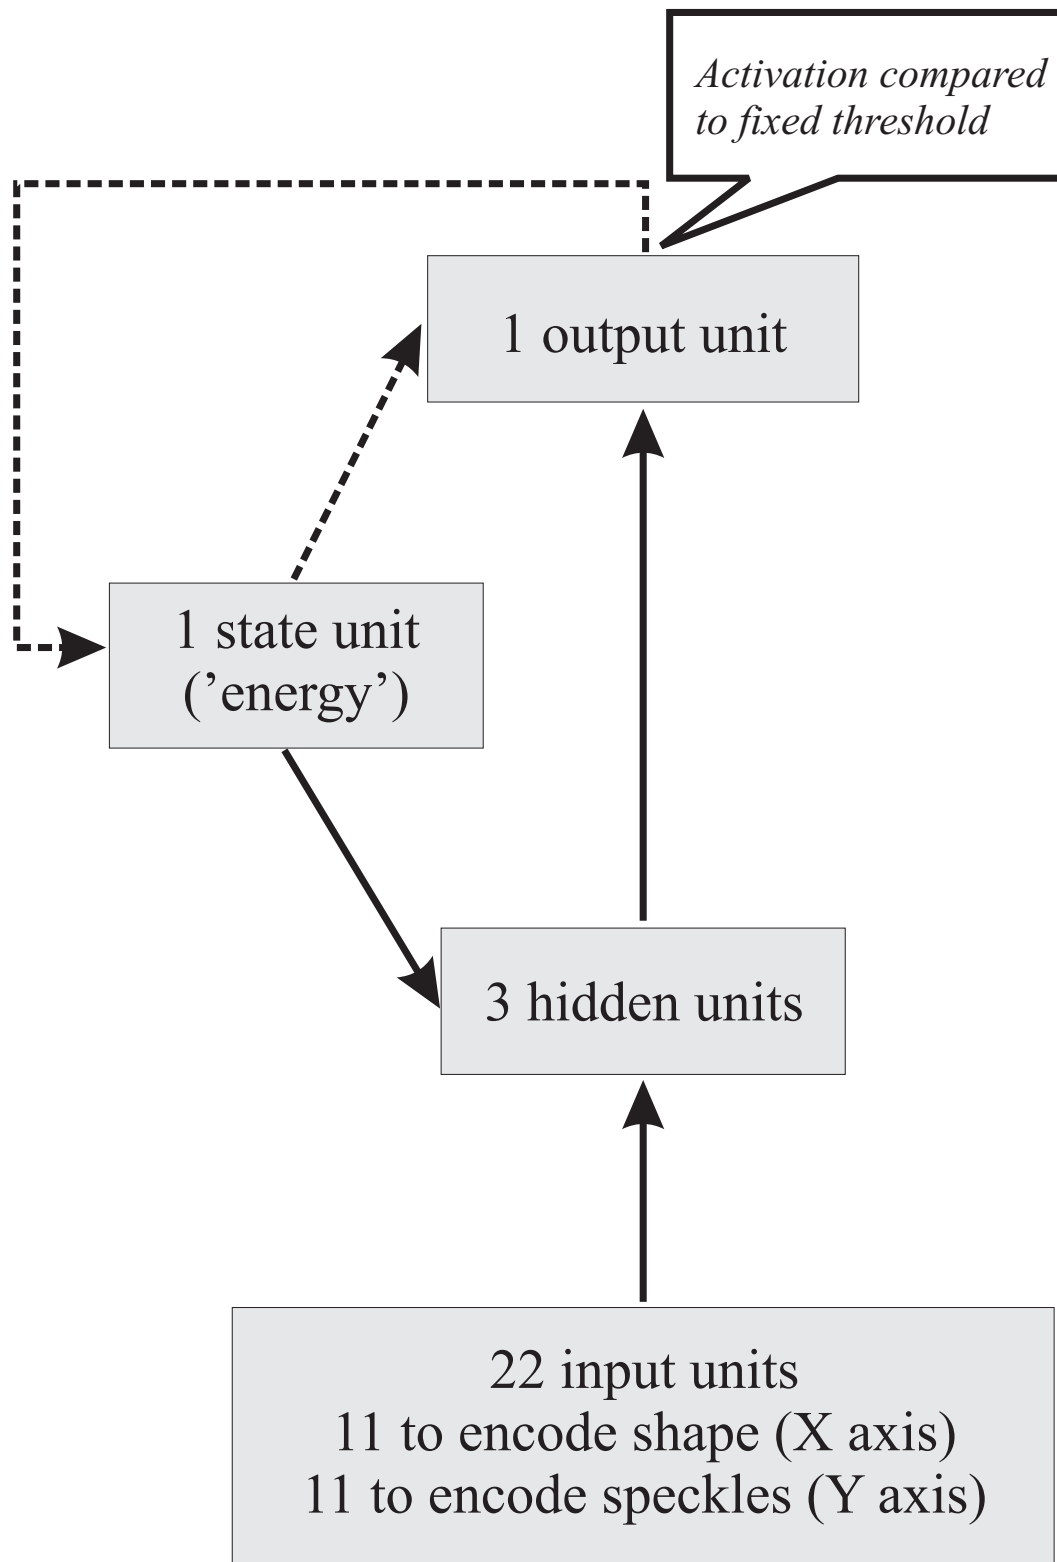 Activation compared
to fixed threshold
1 output unit
1 state unit
(’energy’)
3 hidden units
22 input units
11 to encode shape (X axis)
11 to encode speckles (Y axis)